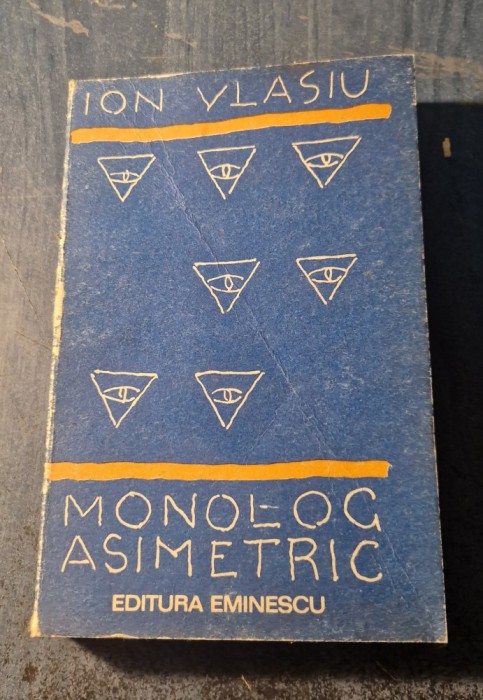 ION VLASIU
MONOLOG
ASIMETRIC
EDITURA EMINESCU